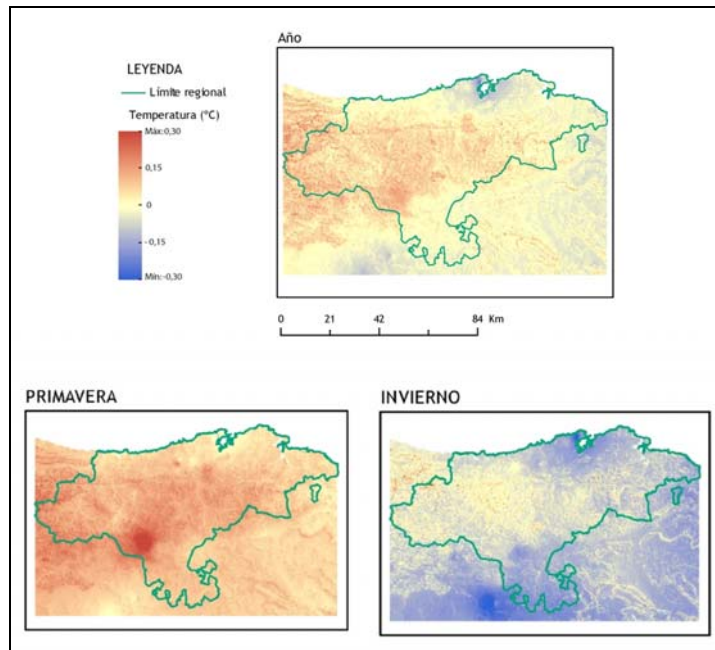 Año
LEYENDA
Límite regional
Temperatura (ºC)
Máx:0,30
0,15
0
-0,15
Mín:-0,30
0 21 42 84 Km
PRIMAVERA
INVIERNO